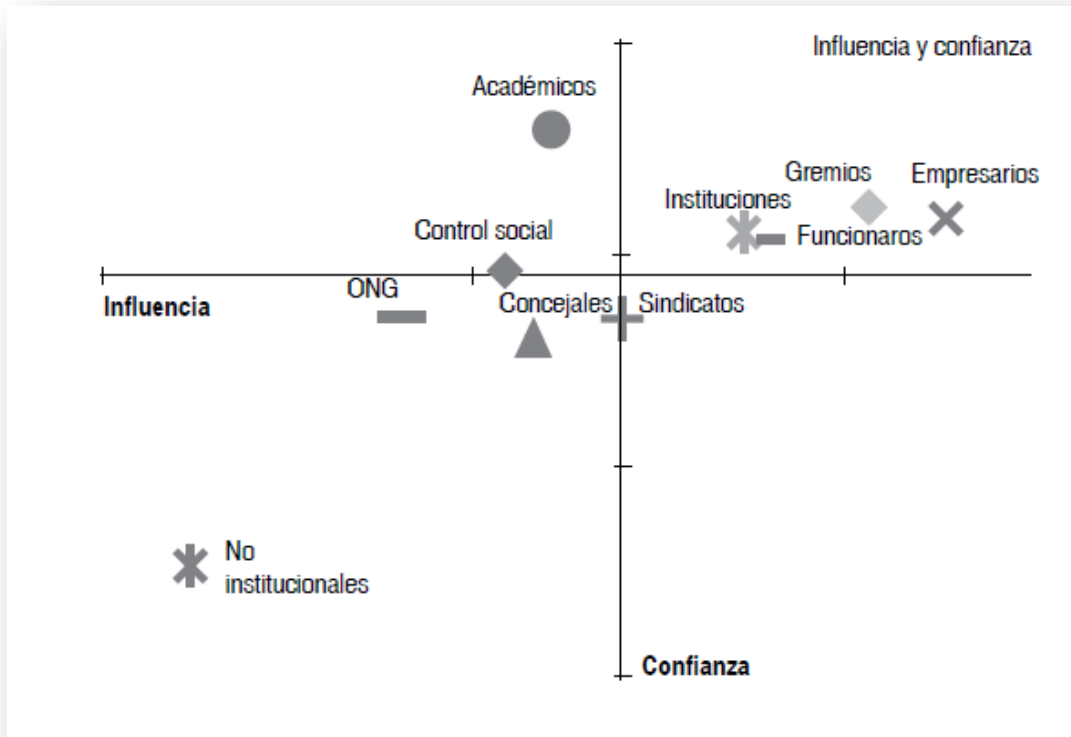 Influencia y confianza
Académicos
Gremios
Empresarios
Instituciones
Funcionaros
Control social
ONG
Influencia
Concejales
Sindicatos
No
institucionales
Confianza